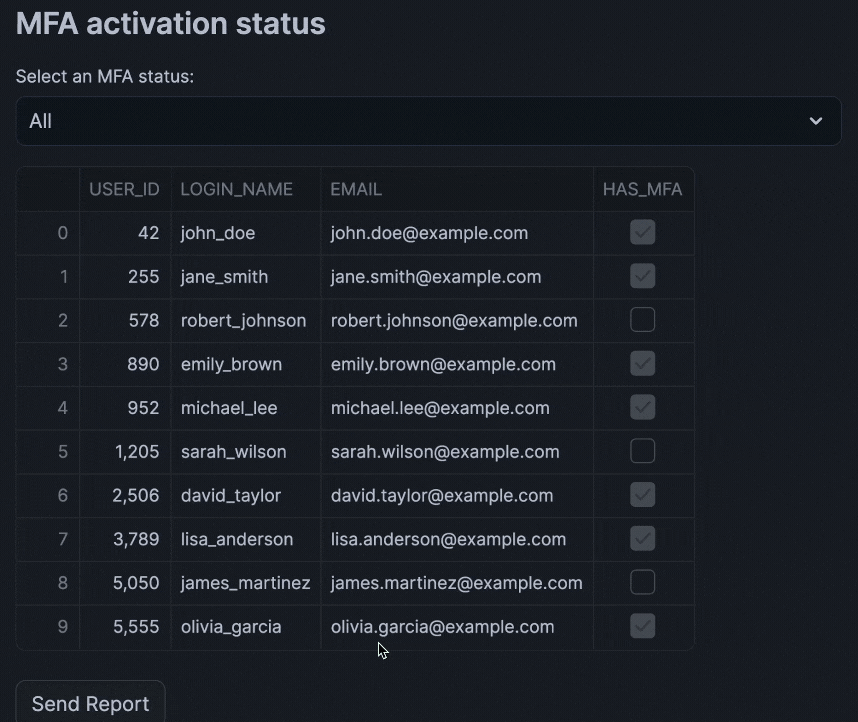 MFA activation status
Select an MFA status:
All
USER_ID LOGIN_NAME EMAIL HAS_MFA
0 42 john_doe john.doe@example.com
1 255 jane_smith jane.smith@example.com
2 578 robert_johnson robert.johnson@example.com
3 890 emily_brown emily.brown@example.com
4 952 michael_lee michael.lee@example.com
5 1,205 sarah_wilson sarah.wilson@example.com
6 2,506 david_taylor david.taylor@example.com
7 3,789 lisa_anderson lisa.anderson@example.com
8 5,050 james_martinez james.martinez@example.com
9 5,555 olivia_garcia olivia.garcia@example.com
Send Report